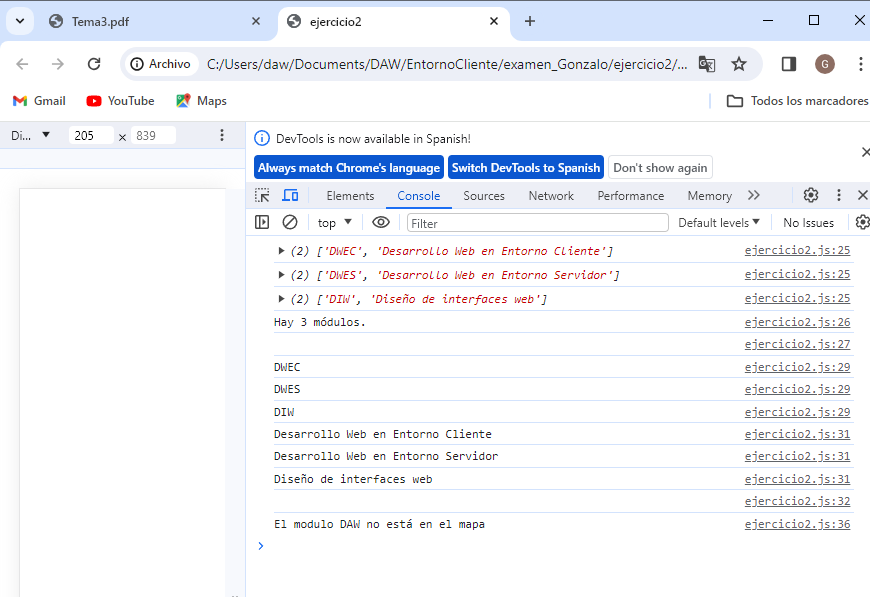 Tema3.pdf
ejercicio2
Archivo C:/Users/daw/Documents/DAW/EntornoCliente/examen_Gonzalo/ejercicio2/... G
Gmail YouTube Maps Todos los marcadores
Di... 205 × 839
DevTools is now available in Spanish!
Always match Chrome's language Switch DevTools to Spanish Don't show again
Elements Console Sources Network Performance Memory
top Filter Default levels No Issues
(2) ['DWEC', 'Desarrollo Web en Entorno Cliente'] ejercicio2.js:25
(2) ['DWES', 'Desarrollo Web en Entorno Servidor'] ejercicio2.js:25
(2) ['DIW', 'Diseño de interfaces web'] ejercicio2.js:25
Hay 3 módulos. ejercicio2.js:26
ejercicio2.js:27
DWEC ejercicio2.js:29
DWES ejercicio2.js:29
DIW ejercicio2.js:29
Desarrollo Web en Entorno Cliente ejercicio2.js:31
Desarrollo Web en Entorno Servidor ejercicio2.js:31
Diseño de interfaces web ejercicio2.js:31
ejercicio2.js:32
El modulo DAW no está en el mapa ejercicio2.js:36